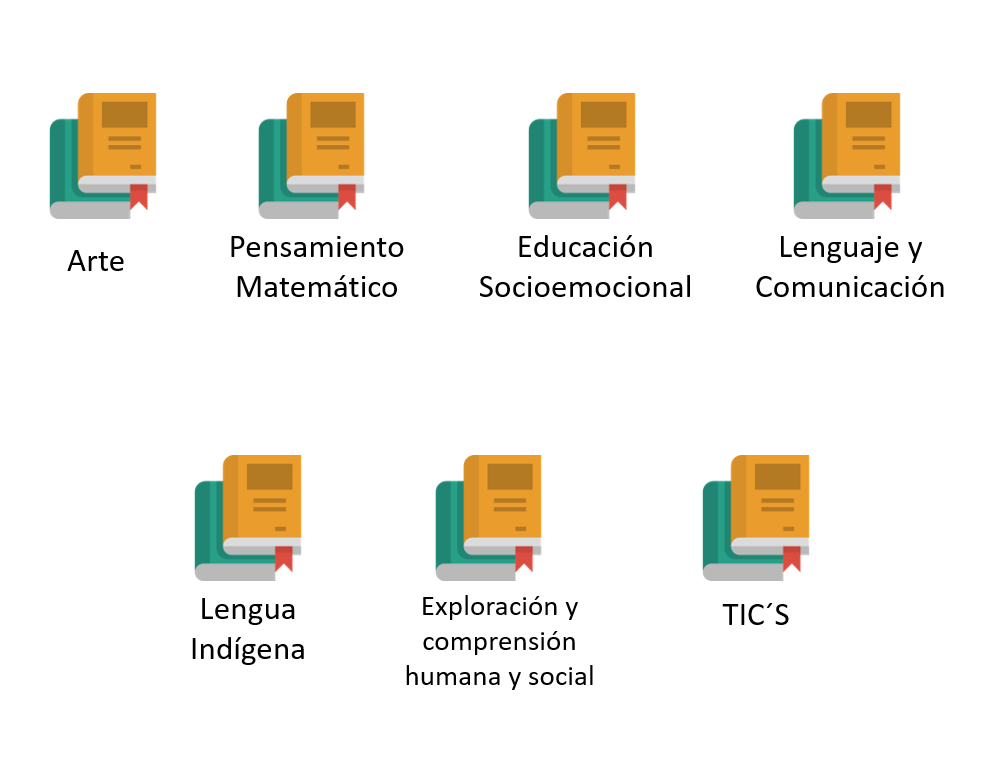 Arte
Pensamiento
Matemático
Educación
Socioemocional
Lenguaje y
Comunicación
Lengua
Indígena
Exploración y
comprensión
humana y social
TIC´S